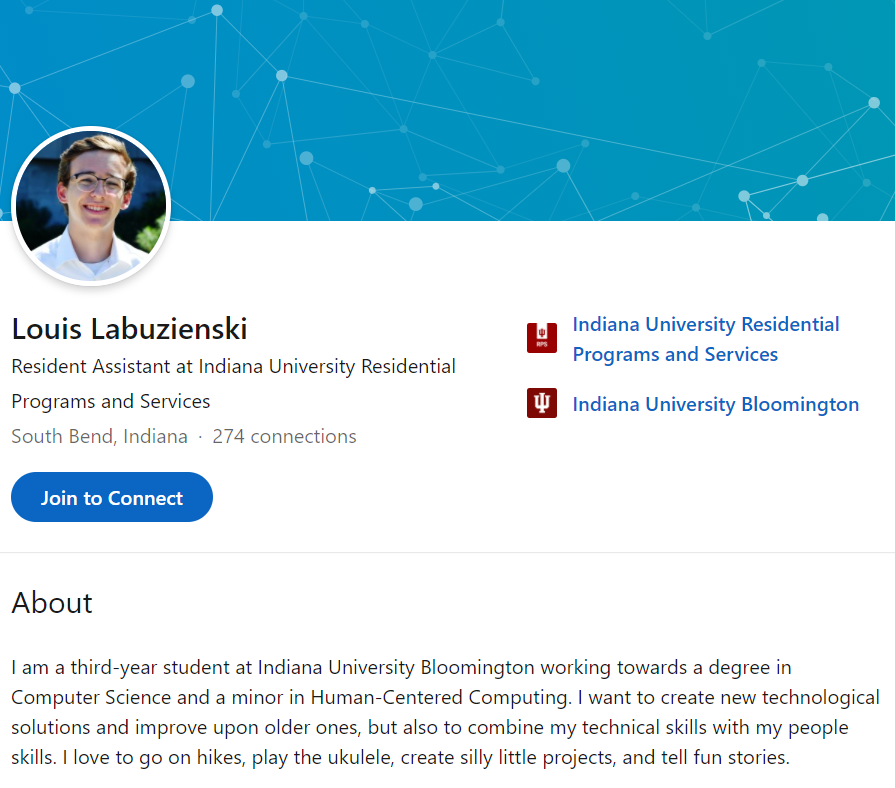 Louis Labuzienski
Resident Assistant at Indiana University Residential
Programs and Services
South Bend, Indiana · 274 connections
Join to Connect
RPS
Indiana University Residential
Programs and Services
Indiana University Bloomington
About
I am a third-year student at Indiana University Bloomington working towards a degree in
Computer Science and a minor in Human-Centered Computing. I want to create new technological
solutions and improve upon older ones, but also to combine my technical skills with my people
skills. I love to go on hikes, play the ukulele, create silly little projects, and tell fun stories.